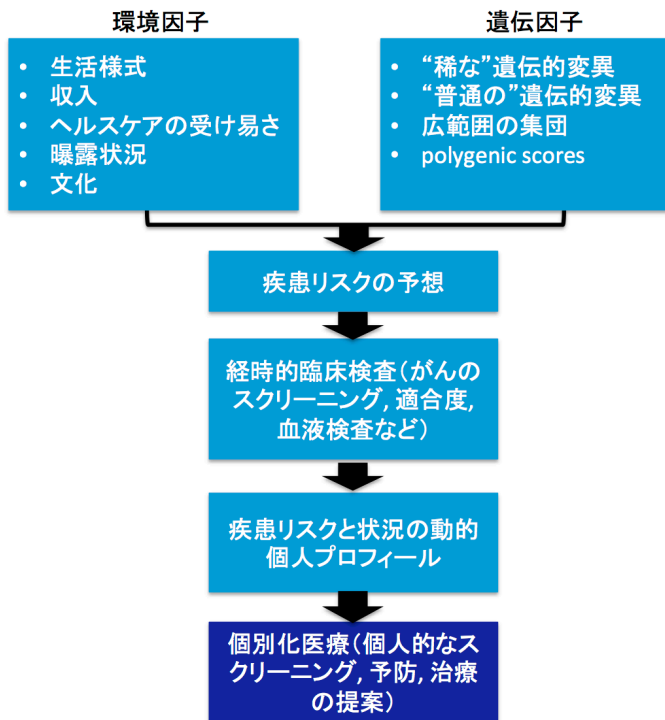 環境因子
• 生活様式
• 収入
• ヘルスケアの受け易さ
• 曝露状況
• 文化
遺伝因子
• “稀な”遺伝的変異
• “普通の”遺伝的変異
• 広範囲の集団
• polygenic scores
疾患リスクの予想
経時的臨床検査(がんの
スクリーニング, 適合度,
血液検査など)
疾患リスクと状況の動的
個人プロフィール
個別化医療(個人的なス
クリーニング, 予防, 治療
の提案)